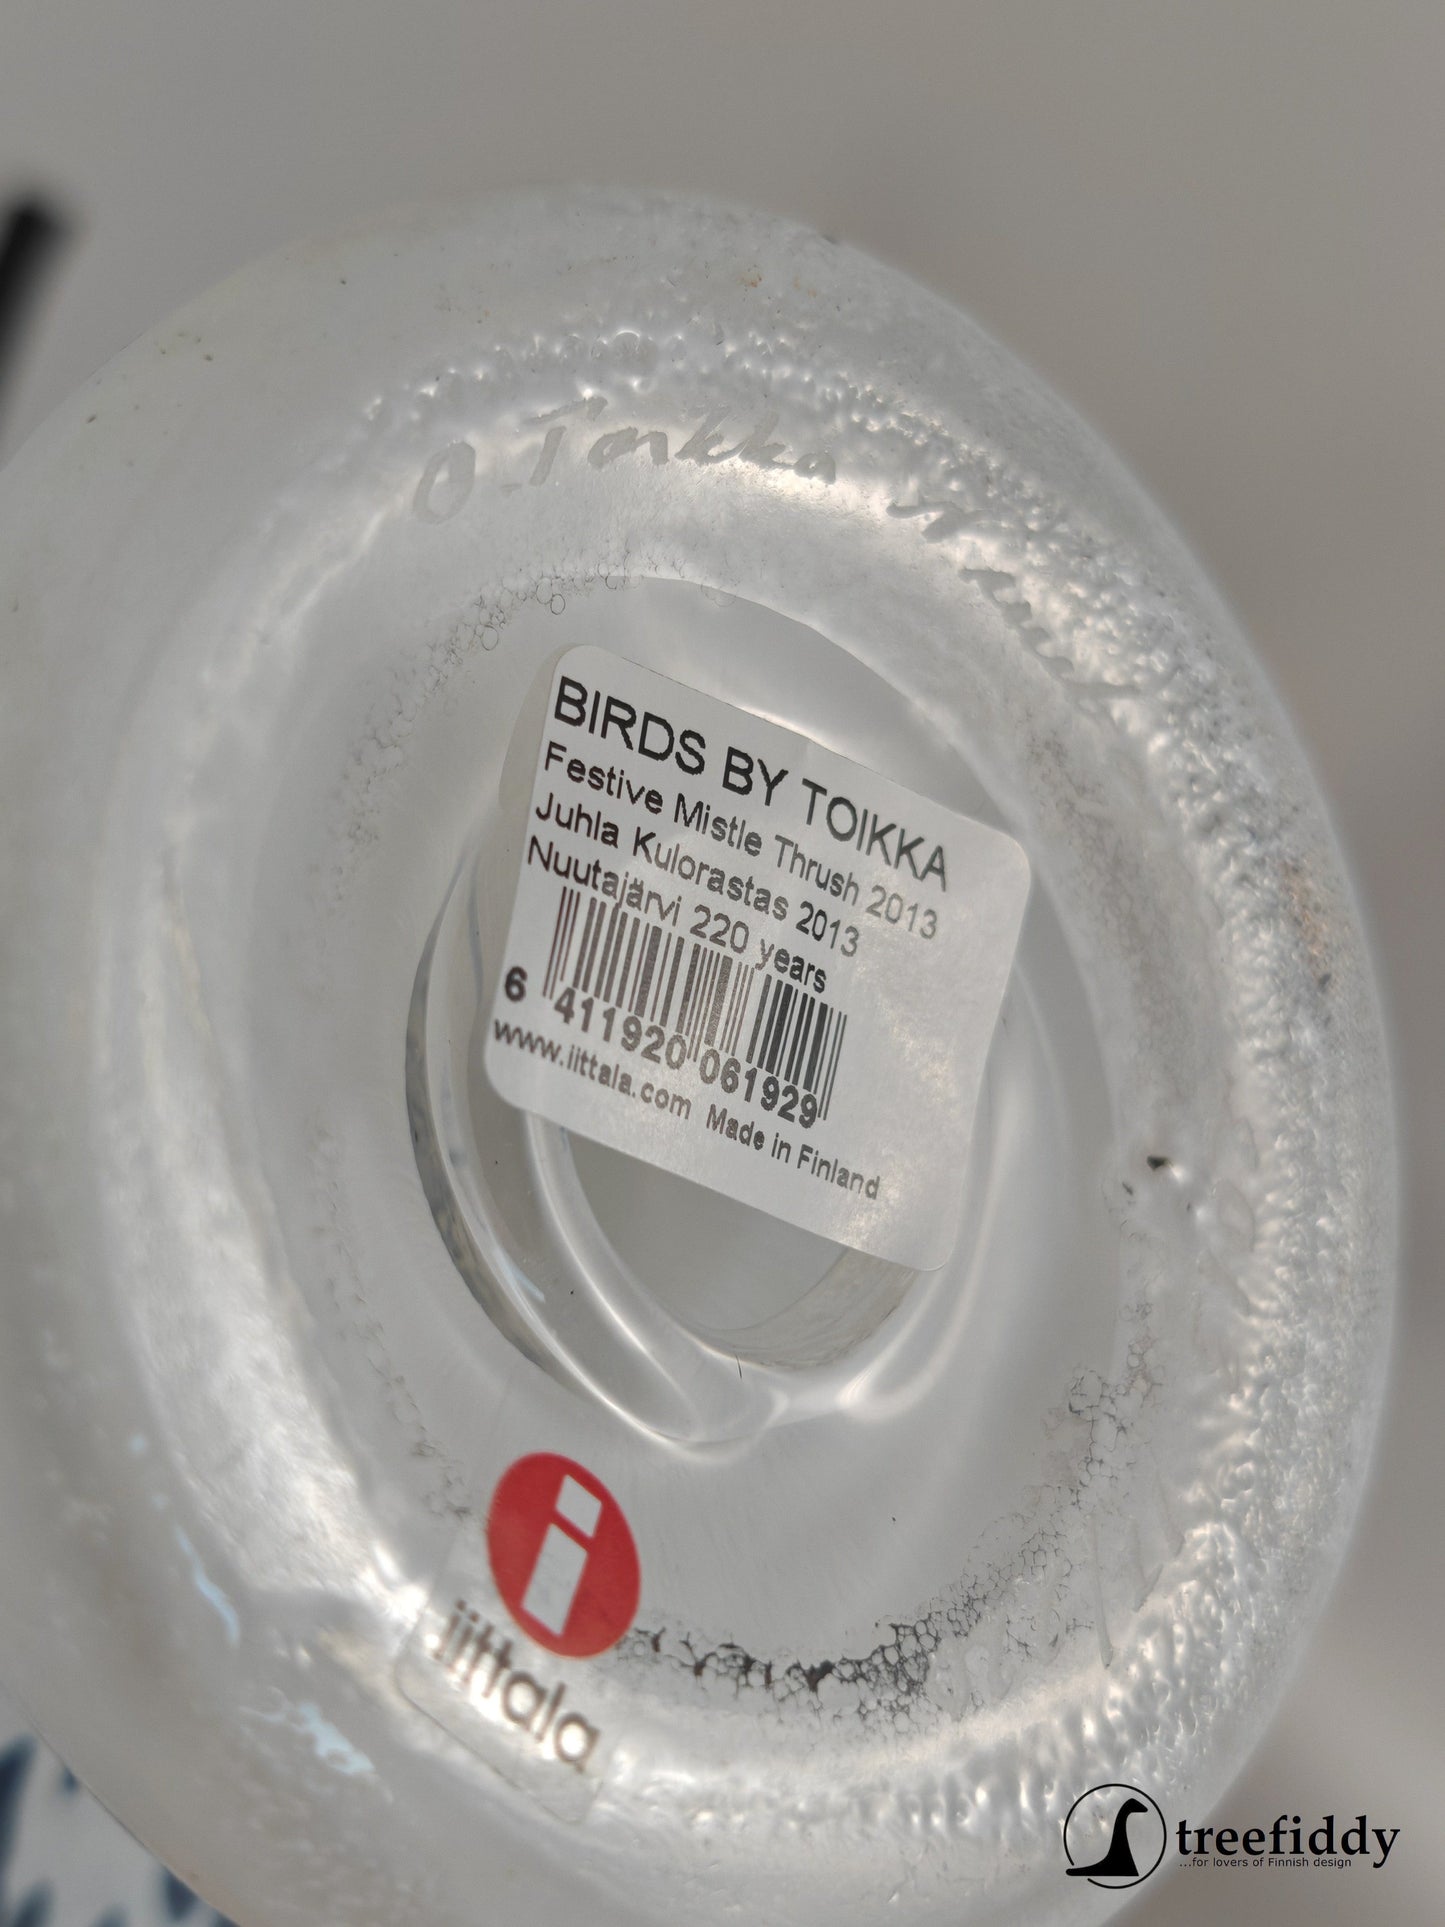 O. Toikka
BIRDS BY TOIKKA
Festive Mistle Thrush 2013
Juhla Kulorastas 2013
Nuutajärvi 220 years
6 411920 061929
www.iittala.com Made in Finland
i
iittala
treefiddy
...for lovers of Finnish design